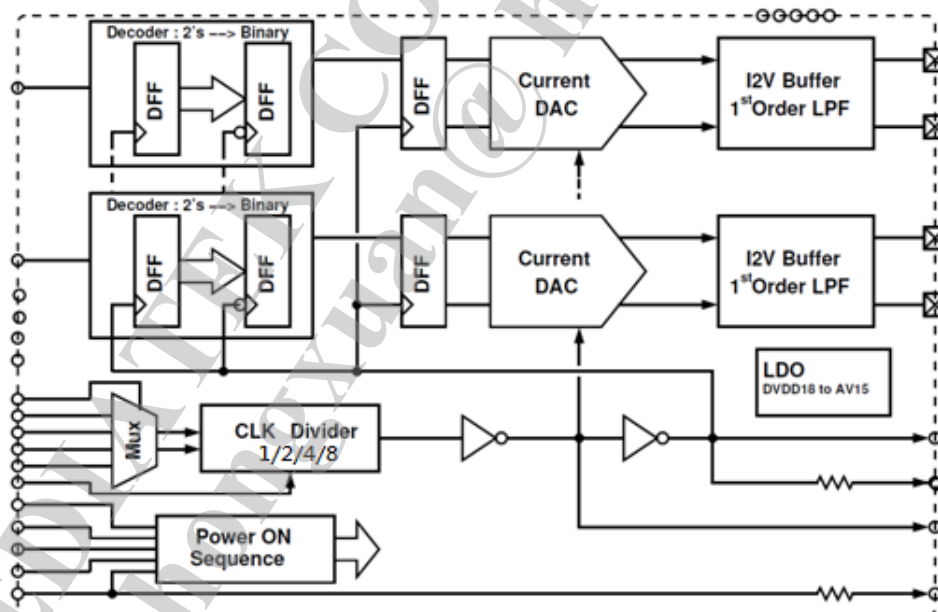 Decoder : 2's --> Binary
DFF
DFF
DFF
Current
DAC
I2V Buffer
1st Order LPF
Decoder : 2's --> Binary
DFF
DFF
DFF
Current
DAC
I2V Buffer
1st Order LPF
LDO
DVDD18 to AV15
Mux
CLK Divider
1/2/4/8
Power ON
Sequence